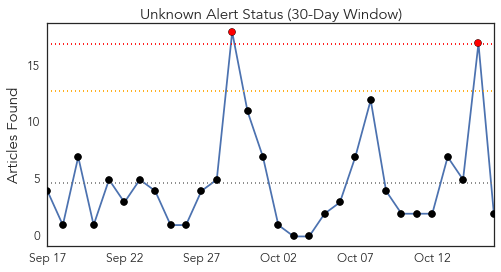 Unknown Alert Status (30-Day Window)
Articles Found
15
10
5
0
Sep 17 Sep 22 Sep 27 Oct 02 Oct 07 Oct 12